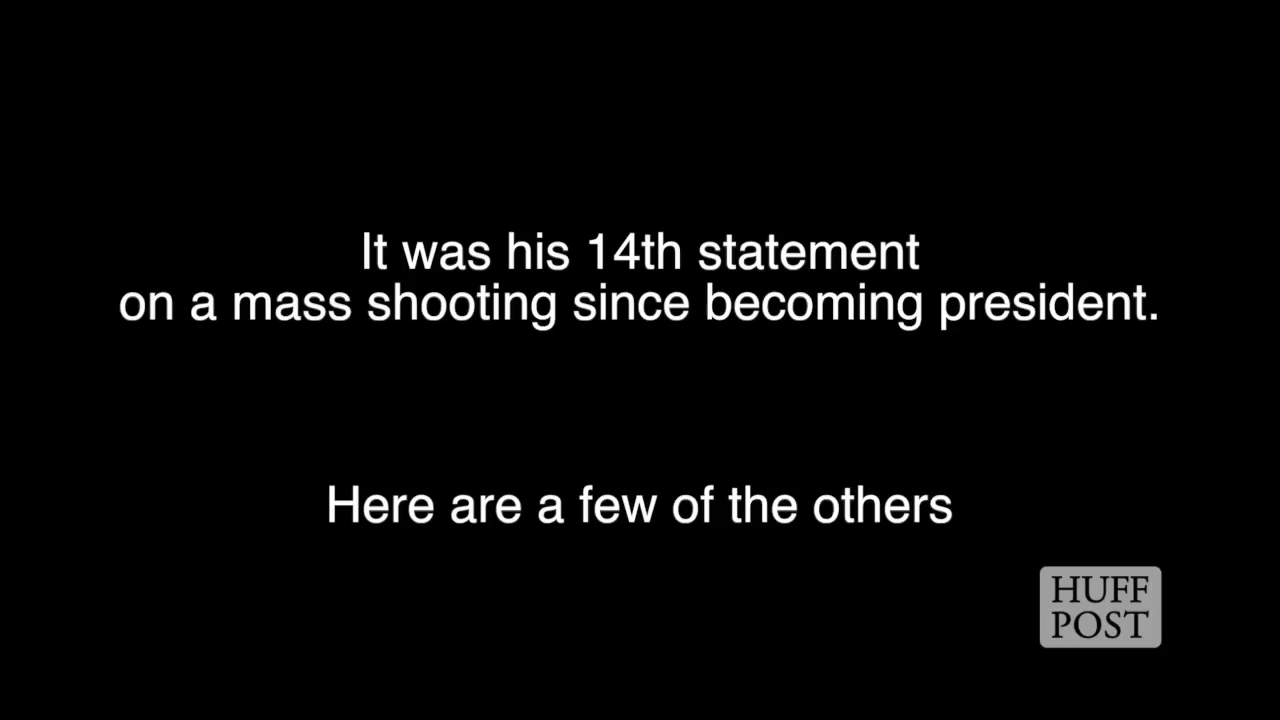 It was his 14th statement
on a mass shooting since becoming president.
Here are a few of the others
HUFF
POST